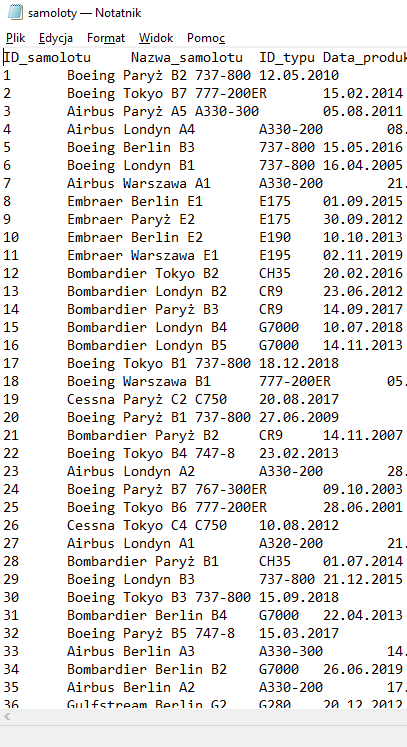 samoloty — Notatnik
Plik Edycja Format Widok Pomoc
ID_samolotu Nazwa_samolotu ID_typu Data_produk
1 Boeing Paryż B2 737-800 12.05.2010
2 Boeing Tokyo B7 777-200ER 15.02.2014
3 Airbus Paryż A5 A330-300 05.08.2011
4 Airbus Londyn A4 A330-200 08.
5 Boeing Berlin B3 737-800 15.05.2016
6 Boeing Londyn B1 737-800 16.04.2005
7 Airbus Warszawa A1 A330-200 21.
8 Embraer Berlin E1 E175 01.09.2015
9 Embraer Paryż E2 E175 30.09.2012
10 Embraer Berlin E2 E190 10.10.2013
11 Embraer Warszawa E1 E195 02.11.2019
12 Bombardier Tokyo B2 CH35 20.02.2016
13 Bombardier Londyn B2 CR9 23.06.2012
14 Bombardier Paryż B3 CR9 14.09.2017
15 Bombardier Londyn B4 G7000 10.07.2018
16 Bombardier Londyn B5 G7000 14.11.2013
17 Boeing Tokyo B1 737-800 18.12.2018
18 Boeing Warszawa B1 777-200ER 05.
19 Cessna Paryż C2 C750 20.08.2017
20 Boeing Paryż B1 737-800 27.06.2009
21 Bombardier Paryż B2 CR9 14.11.2007
22 Boeing Tokyo B4 747-8 23.02.2013
23 Airbus Londyn A2 A330-200 28.
24 Boeing Paryż B7 767-300ER 09.10.2003
25 Boeing Tokyo B6 777-200ER 28.06.2001
26 Cessna Tokyo C4 C750 10.08.2012
27 Airbus Londyn A1 A320-200 21.
28 Bombardier Paryż B1 CH35 01.07.2014
29 Boeing Londyn B3 737-800 21.12.2015
30 Boeing Tokyo B3 737-800 15.09.2018
31 Bombardier Berlin B4 G7000 22.04.2013
32 Boeing Paryż B5 747-8 15.03.2017
33 Airbus Berlin A3 A330-300 14.
34 Bombardier Berlin B2 G7000 26.06.2019
35 Airbus Berlin A2 A330-200 17.
36 Gulfstream Berlin G2 G280 20.12.2012